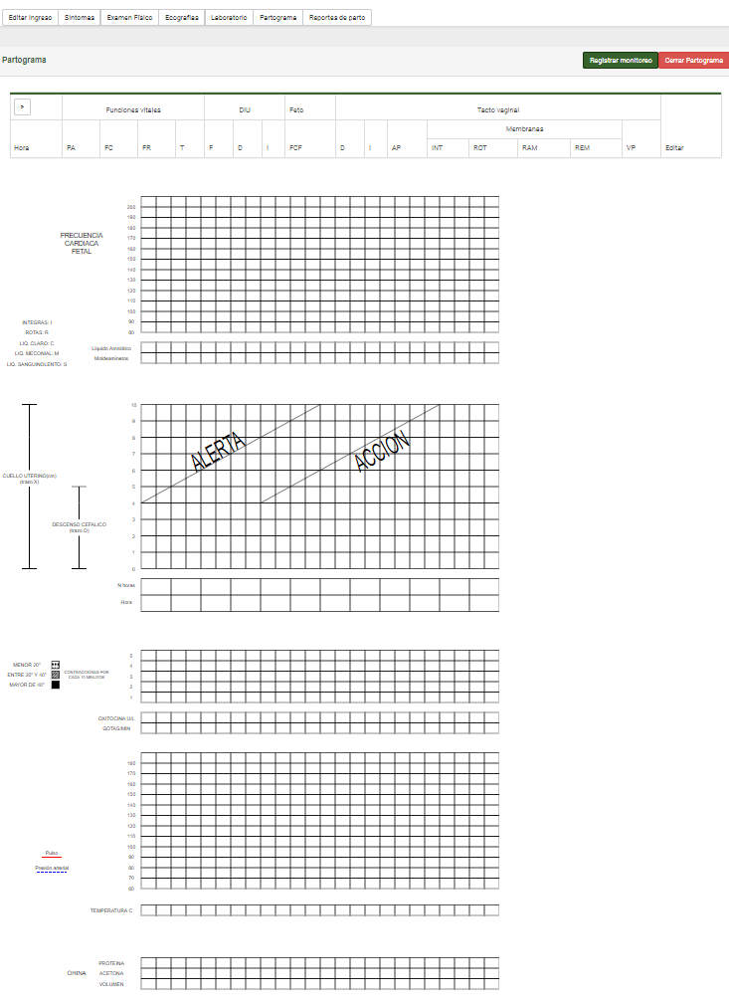 Editar Ingreso Sintomas Examen Físico Ecografías Laboratorio Partograma Reportes de parto
Partograma
Registrar monitoreo Cerrar Partograma
> Funciones vitales DIU Feto Tacto vaginal
Membranas
Hora PA FC FR T F D I FCF D I AP INT ROT RAM REM VP Editar
FRECUENCIA
CARDIACA
FETAL
200
190
180
170
160
150
140
130
120
110
100
90
80
INTEGRAS: I
ROTAS: R
LIQ. CLARO: C
LIQ. MECONIAL: M
LIQ. SANGUINOLENTO: S
Líquido Amniótico
Moldeamientos
10
9
8
7
6
5
4
3
2
1
0
ALERTA
ACCION
CUELLO UTERINO(cm)
(trazo X)
DESCENSO CEFALICO
(trazo O)
N horas
Hora
MENOR 20"
ENTRE 20" Y 40"
MAYOR DE 40"
CONTRACCIONES POR
CADA 10 MINUTOS
5
4
3
2
1
OXITOCINA U/L
GOTAS/MIN
180
170
160
150
140
130
120
110
100
90
80
70
60
Pulso
Presión arterial
TEMPERATURA C
ORINA
PROTEINA
ACETONA
VOLUMEN